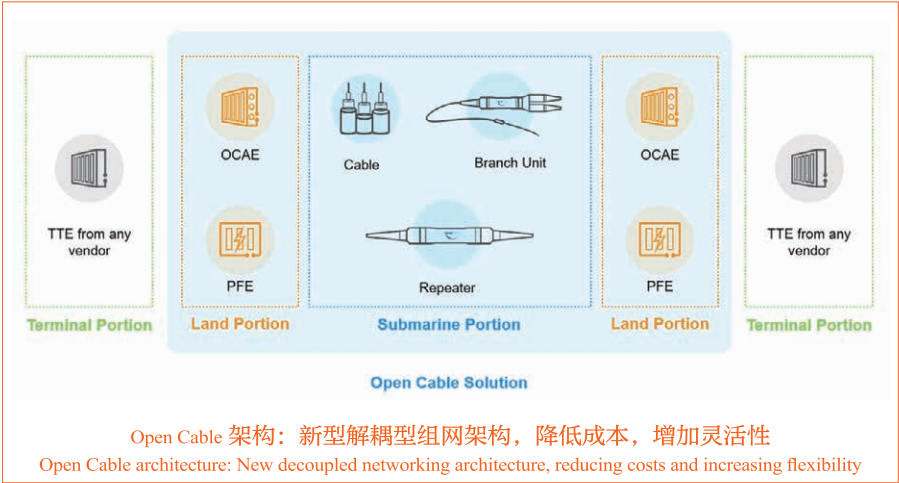 OCAE
Cable
Branch Unit
OCAE
TTE from any
vendor
PFE
Repeater
PFE
TTE from any
vendor
Terminal Portion
Land Portion
Submarine Portion
Land Portion
Terminal Portion
Open Cable Solution
Open Cable 架构：新型解耦型组网架构，降低成本，增加灵活性
Open Cable architecture: New decoupled networking architecture, reducing costs and increasing flexibility